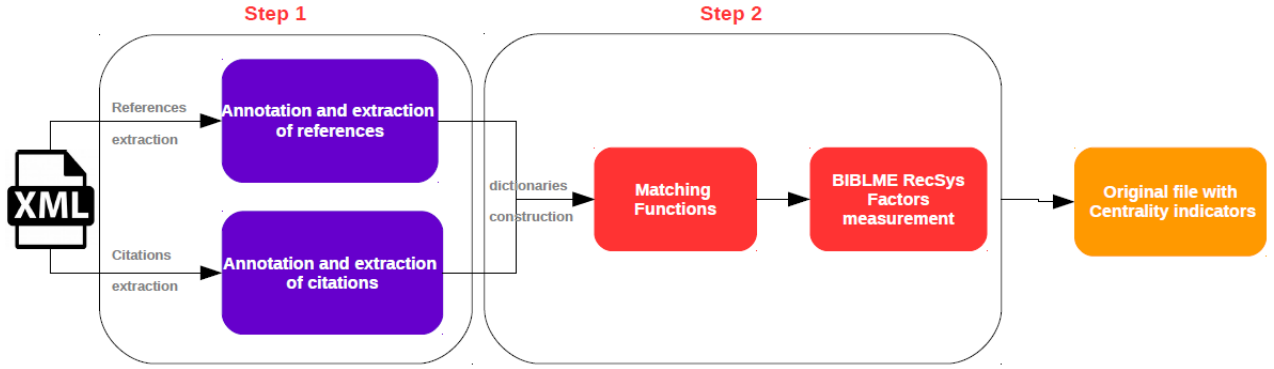 Step 1
Step 2
References
extraction
Annotation and extraction
of references
XML
Citations
extraction
Annotation and extraction
of citations
dictionaries
construction
Matching
Functions
BIBLME RecSys
Factors
measurement
Original file with
Centrality indicators